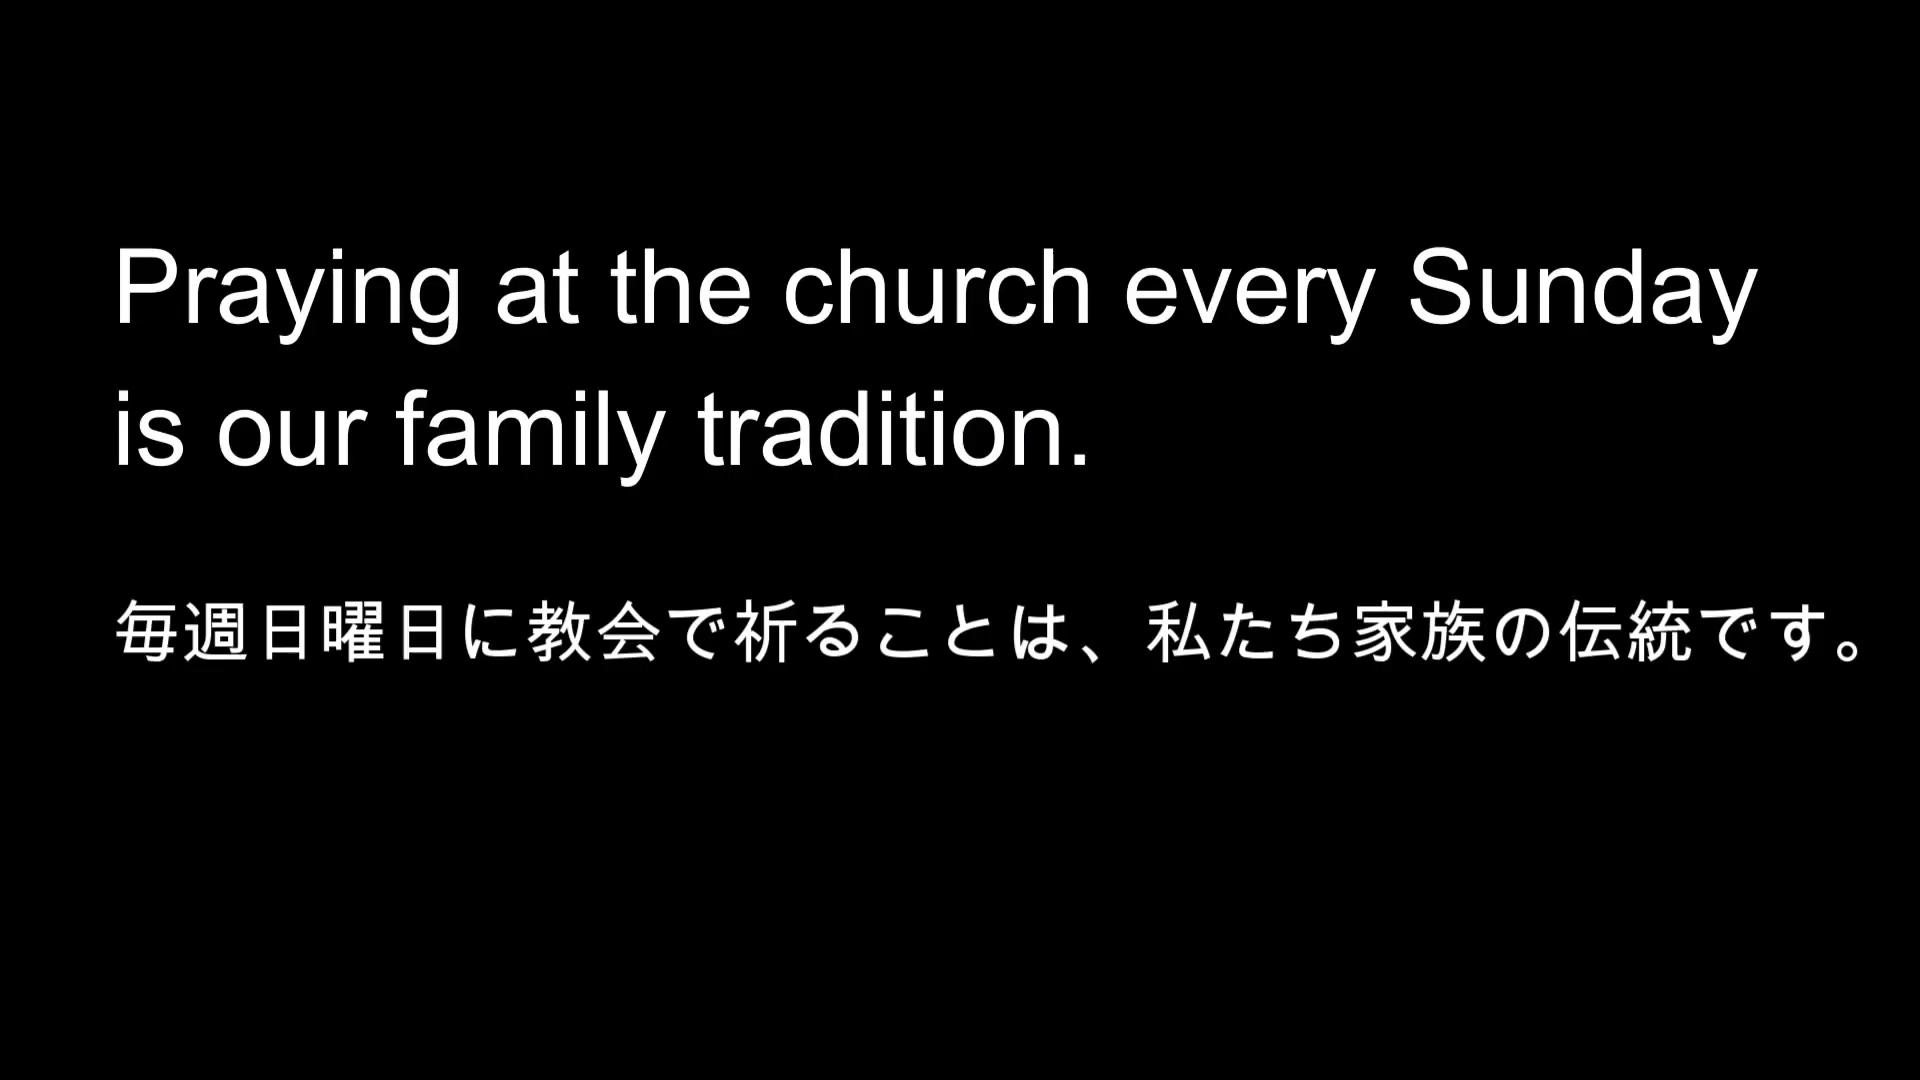 Praying at the church every Sunday
is our family tradition.
毎週日曜日に教会で祈ることは、私たち家族の伝統です。